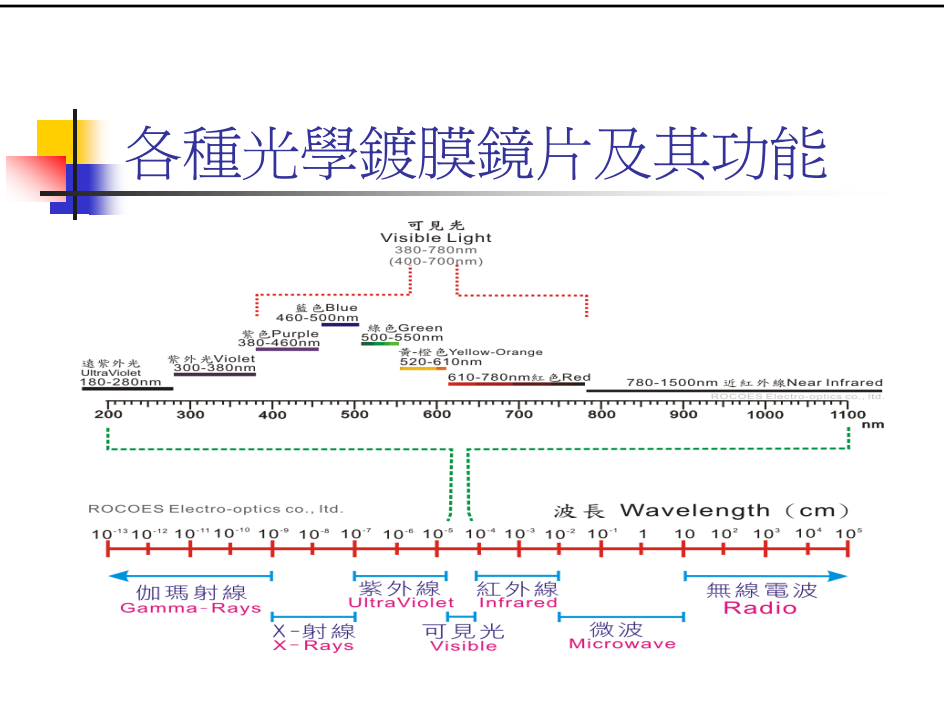 各種光學鍍膜鏡片及其功能
可見光
Visible Light
380-780nm
(400-700nm)
藍色Blue
460-500nm
綠色Green
500-550nm
紫色Purple
380-460nm
黃-橙色Yellow-Orange
520-610nm
遠紫外光
UltraViolet
180-280nm
紫外光Violet
300-380nm
610-780nm紅色Red
780-1500nm 近紅外線Near Infrared
ROCOES Electro-optics co., ltd.
200 300 400 500 600 700 800 900 1000 1100
nm
ROCOES Electro-optics co., ltd.
波長 Wavelength (cm)
10⁻¹³ 10⁻¹² 10⁻¹¹ 10⁻¹⁰ 10⁻⁹ 10⁻⁸ 10⁻⁷ 10⁻⁶ 10⁻⁵ 10⁻⁴ 10⁻³ 10⁻² 10⁻¹ 1 10 10² 10³ 10⁴ 10⁵
伽瑪射線
Gamma-Rays
紫外線
UltraViolet
紅外線
Infrared
無線電波
Radio
X-射線
X-Rays
可見光
Visible
微波
Microwave